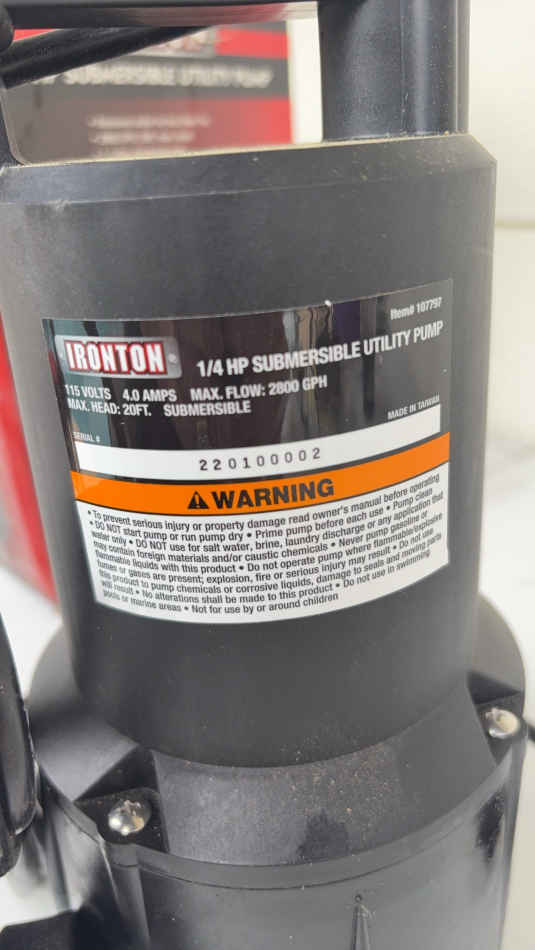 SUBMERSIBLE UTILITY PUMP
Item# 107797
IRONTON
1/4 HP SUBMERSIBLE UTILITY PUMP
115 VOLTS 4.0 AMPS MAX. FLOW: 2800 GPH
MAX. HEAD: 20FT. SUBMERSIBLE
MADE IN TAIWAN
SERIAL #
220100002
WARNING
• To prevent serious injury or property damage read owner's manual before operating
• DO NOT start pump or run pump dry • Prime pump before each use • Pump clean
water only • DO NOT use for salt water, brine, laundry discharge or any application that
may contain foreign materials and/or caustic chemicals • Never pump gasoline or
flammable liquids with this product • Do not operate pump where flammable/explosive
fumes or gases are present; explosion, fire or serious injury may result • Do not use
this product to pump chemicals or corrosive liquids, damage to seals and moving parts
will result • No alterations shall be made to this product • Do not use in swimming
pools or marine areas • Not for use by or around children